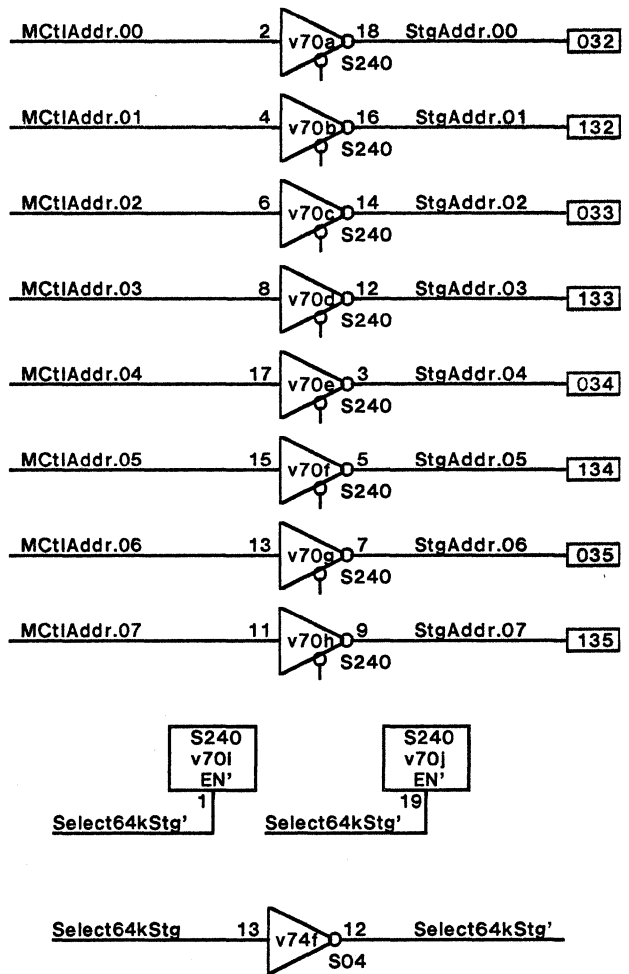 MCtlAddr.00 2 v70a 18 StgAddr.00 032
S240
MCtlAddr.01 4 v70b 16 StgAddr.01 132
S240
MCtlAddr.02 6 v70c 14 StgAddr.02 033
S240
MCtlAddr.03 8 v70d 12 StgAddr.03 133
S240
MCtlAddr.04 17 v70e 3 StgAddr.04 034
S240
MCtlAddr.05 15 v70f 5 StgAddr.05 134
S240
MCtlAddr.06 13 v70g 7 StgAddr.06 035
S240
MCtlAddr.07 11 v70h 9 StgAddr.07 135
S240
S240 S240
v70i v70j
EN' EN'
1 19
Select64kStg' Select64kStg'
Select64kStg 13 v74f 12 Select64kStg'
S04